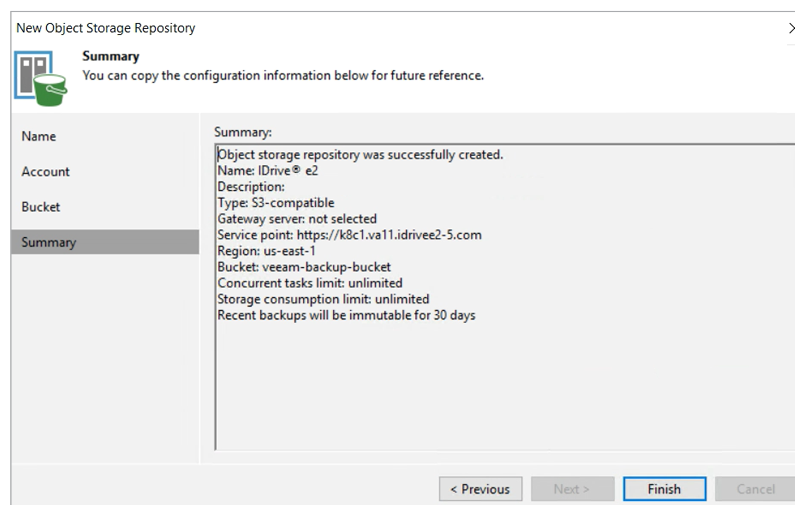 New Object Storage Repository
Summary
You can copy the configuration information below for future reference.
Name
Account
Bucket
Summary
Summary:
Object storage repository was successfully created.
Name: IDrive® e2
Description:
Type: S3-compatible
Gateway server: not selected
Service point: https://k8c1.va11.idrivee2-5.com
Region: us-east-1
Bucket: veeam-backup-bucket
Concurrent tasks limit: unlimited
Storage consumption limit: unlimited
Recent backups will be immutable for 30 days
< Previous
Next >
Finish
Cancel